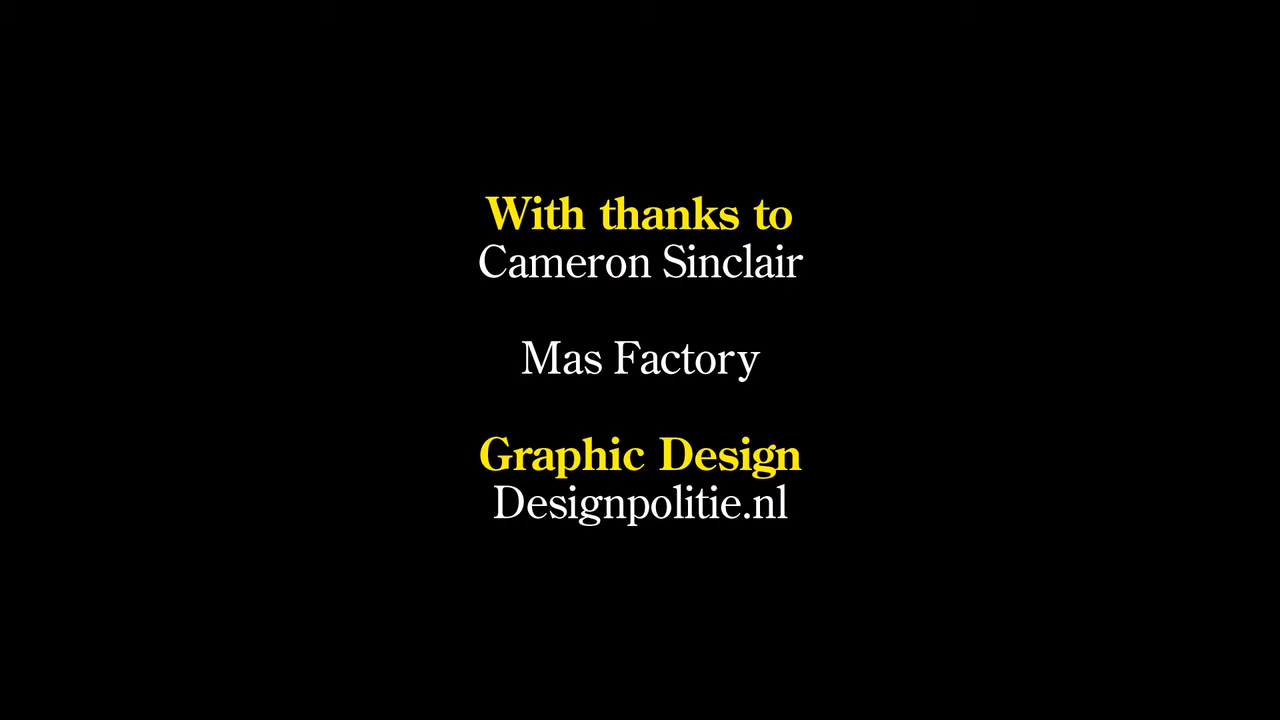 With thanks to
Cameron Sinclair
Mas Factory
Graphic Design
Designpolitie.nl